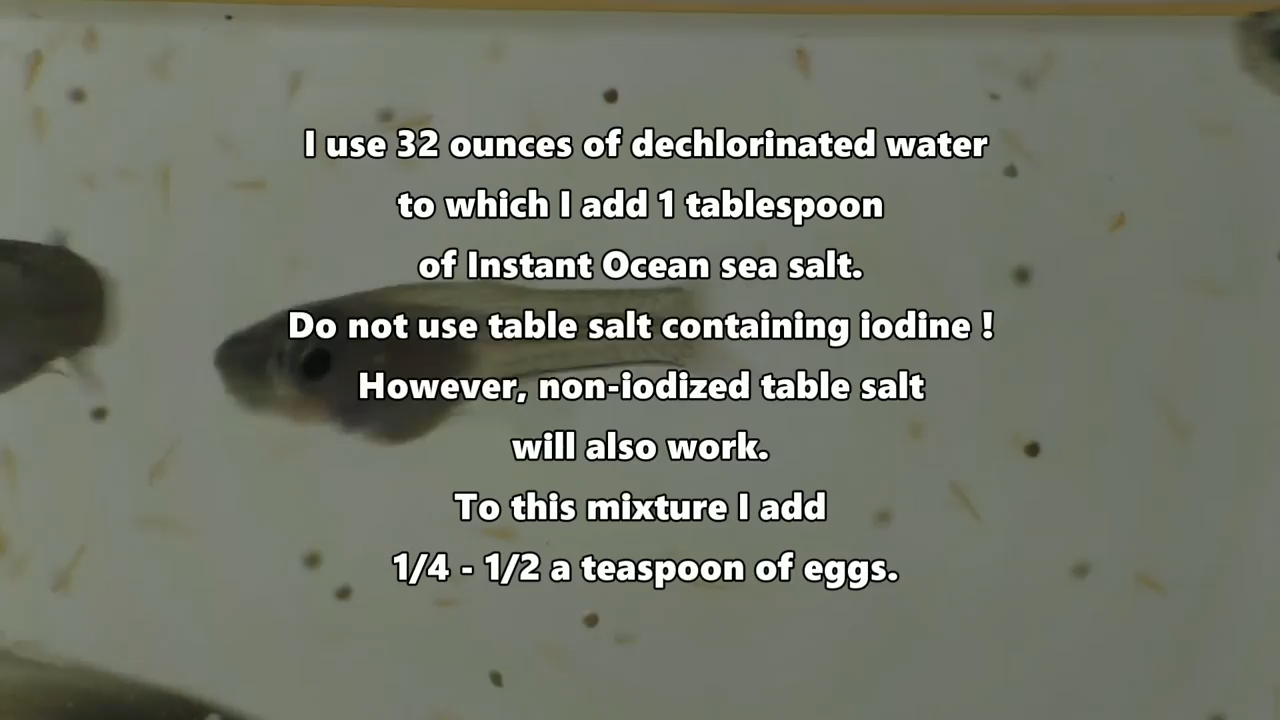 I use 32 ounces of dechlorinated water
to which I add 1 tablespoon
of Instant Ocean sea salt.
Do not use table salt containing iodine !
However, non-iodized table salt
will also work.
To this mixture I add
1/4 - 1/2 a teaspoon of eggs.